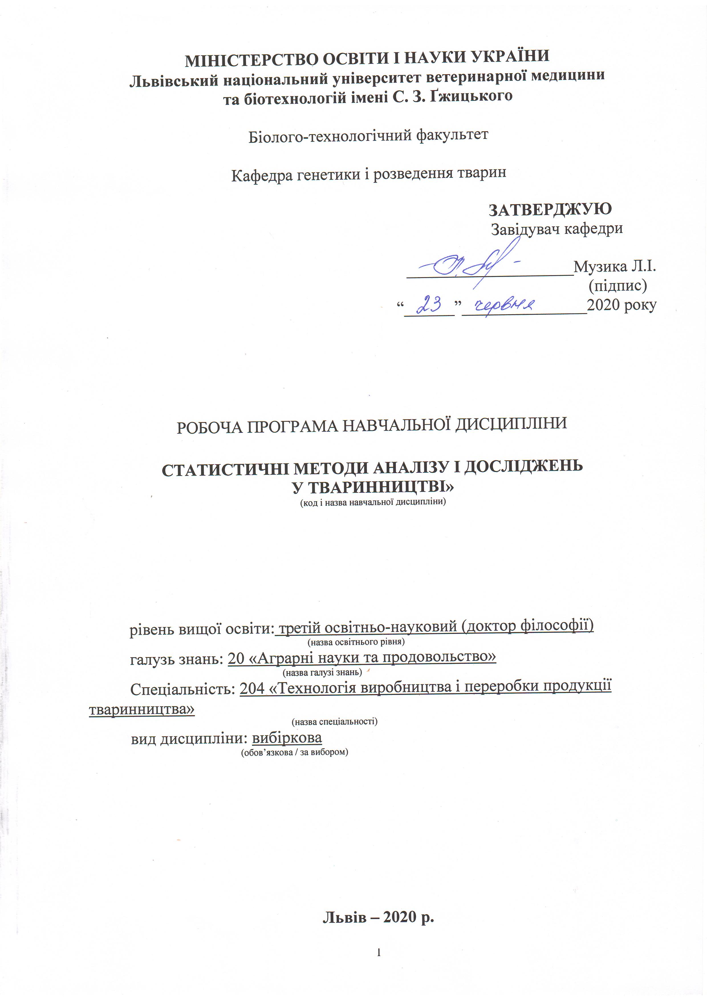 МІНІСТЕРСТВО ОСВІТИ І НАУКИ УКРАЇНИ
Львівський національний університет ветеринарної медицини
та біотехнологій імені С. З. Ґжицького
Біолого-технологічний факультет
Кафедра генетики і розведення тварин
ЗАТВЕРДЖУЮ
Завідувач кафедри
Музика Л.І.
(підпис)
“ 23 ” червня 2020 року
РОБОЧА ПРОГРАМА НАВЧАЛЬНОЇ ДИСЦИПЛІНИ
СТАТИСТИЧНІ МЕТОДИ АНАЛІЗУ І ДОСЛІДЖЕНЬ
У ТВАРИННИЦТВІ»
(код і назва навчальної дисципліни)
рівень вищої освіти: третій освітньо-науковий (доктор філософії)
(назва освітнього рівня)
галузь знань: 20 «Аграрні науки та продовольство»
(назва галузі знань)
Спеціальність: 204 «Технологія виробництва і переробки продукції
тваринництва»
(назва спеціальності)
вид дисципліни: вибіркова
(обов’язкова / за вибором)
Львів – 2020 р.
1